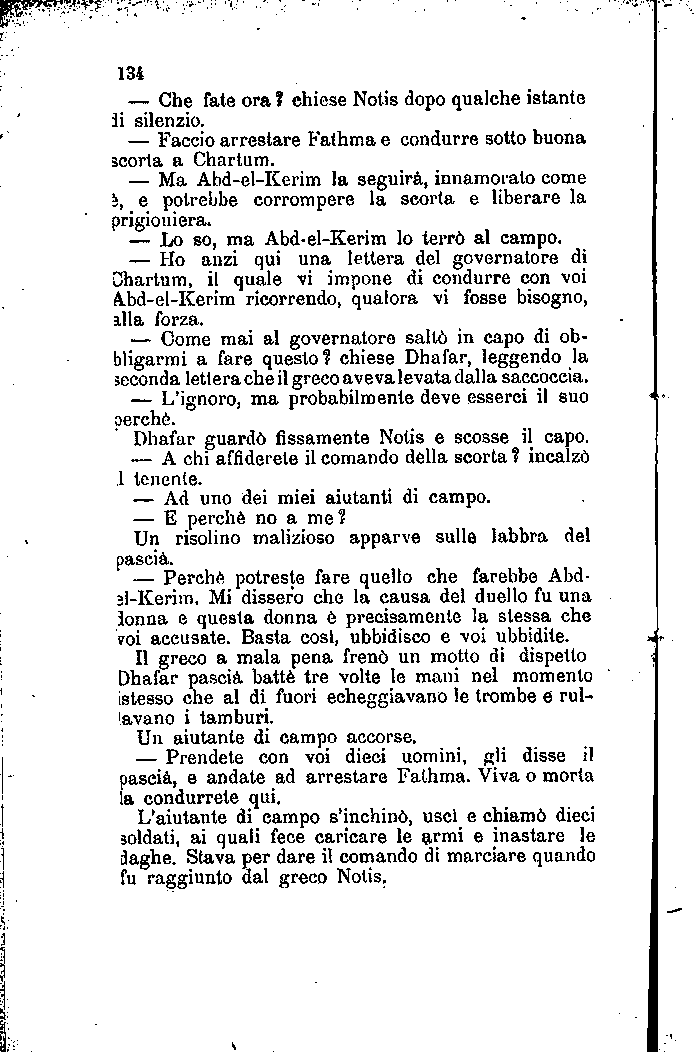 134
— Che fate ora? chiese Notis dopo qualche istante
di silenzio.
— Faccio arrestare Fathma e condurre sotto buona
scorta a Chartum.
— Ma Abd-el-Kerim la seguirà, innamorato come
è, e potrebbe corrompere la scorta e liberare la
prigioniera.
— Lo so, ma Abd-el-Kerim lo terrò al campo.
— Ho anzi qui una lettera del governatore di
Chartum, il quale vi impone di condurre con voi
Abd-el-Kerim ricorrendo, qualora vi fosse bisogno,
alla forza.
— Come mai al governatore saltò in capo di ob-
bligarmi a fare questo? chiese Dhafar, leggendo la
seconda lettera che il greco aveva levata dalla saccoccia.
— L'ignoro, ma probabilmente deve esserci il suo
perchè.
Dhafar guardò fissamente Notis e scosse il capo.
— A chi affiderete il comando della scorta? incalzò
il tenente.
— Ad uno dei miei aiutanti di campo.
— E perchè no a me?
Un risolino malizioso apparve sulle labbra del
pascià.
— Perchè potreste fare quello che farebbe Abd-
el-Kerim. Mi dissero che la causa del duello fu una
donna e questa donna è precisamente la stessa che
voi accusate. Basta così, ubbidisco e voi ubbidite.
Il greco a mala pena frenò un motto di dispetto
Dhafar pascià battè tre volte le mani nel momento
istesso che al di fuori echeggiavano le trombe e rul-
lavano i tamburi.
Un aiutante di campo accorse.
— Prendete con voi dieci uomini, gli disse il
pascià, e andate ad arrestare Fathma. Viva o morta
la condurrete qui.
L'aiutante di campo s'inchinò, uscì e chiamò dieci
soldati, ai quali fece caricare le armi e inastare le
daghe. Stava per dare il comando di marciare quando
fu raggiunto dal greco Notis.